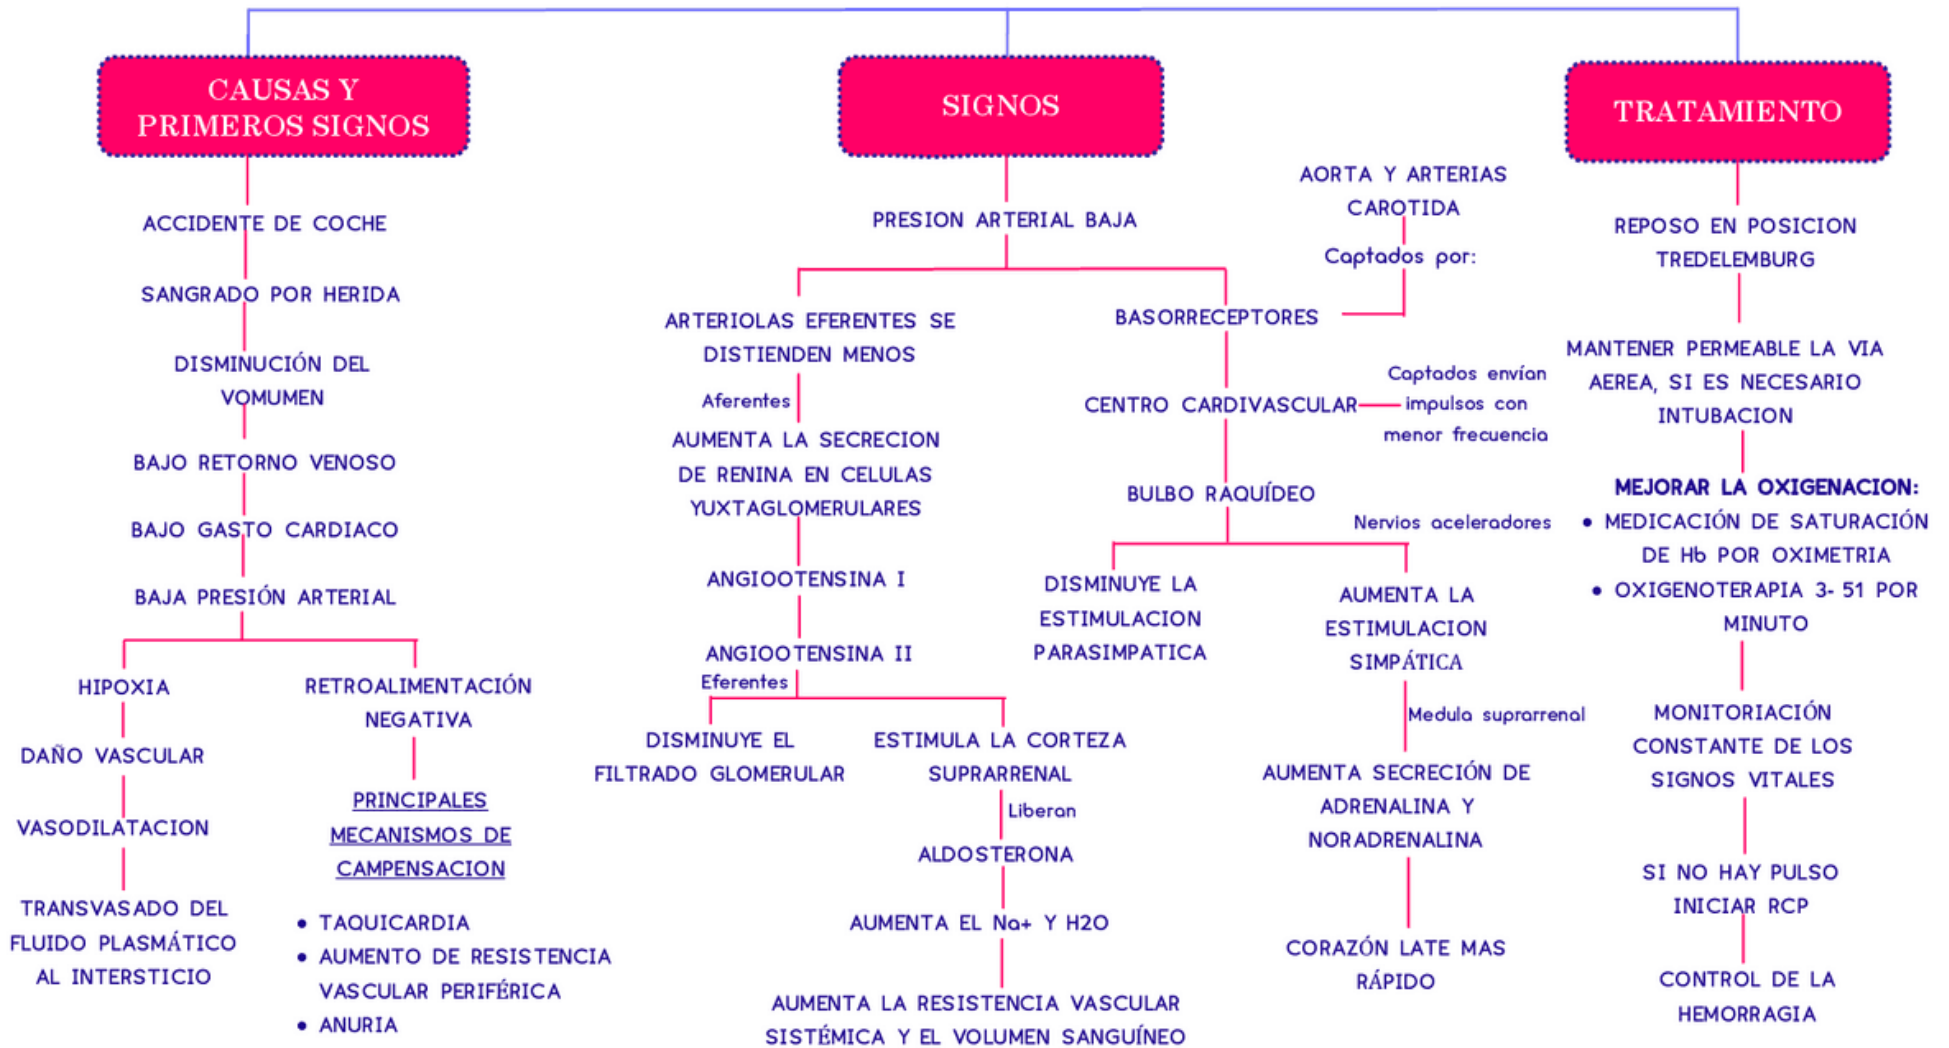 CAUSAS Y
PRIMEROS SIGNOS
ACCIDENTE DE COCHE
SANGRADO POR HERIDA
DISMINUCIÓN DEL
VOMUMEN
BAJO RETORNO VENOSO
BAJO GASTO CARDIACO
BAJA PRESIÓN ARTERIAL
HIPOXIA
DAÑO VASCULAR
VASODILATACION
TRANSVASADO DEL
FLUIDO PLASMÁTICO
AL INTERSTICIO
RETROALIMENTACIÓN
NEGATIVA
PRINCIPALES
MECANISMOS DE
CAMPENSACION
• TAQUICARDIA
• AUMENTO DE RESISTENCIA
VASCULAR PERIFÉRICA
• ANURIA
SIGNOS
PRESION ARTERIAL BAJA
ARTERIOLAS EFERENTES SE
DISTIENDEN MENOS
Aferentes
AUMENTA LA SECRECION
DE RENINA EN CELULAS
YUXTAGLOMERULARES
ANGIOOTENSINA I
ANGIOOTENSINA II
Eferentes
DISMINUYE EL
FILTRADO GLOMERULAR
ESTIMULA LA CORTEZA
SUPRARRENAL
Liberan
ALDOSTERONA
AUMENTA EL Na+ Y H2O
AUMENTA LA RESISTENCIA VASCULAR
SISTÉMICA Y EL VOLUMEN SANGUÍNEO
AORTA Y ARTERIAS
CAROTIDA
Captados por:
BASORRECEPTORES
CENTRO CARDIVASCULAR
Captados envían
impulsos con
menor frecuencia
BULBO RAQUÍDEO
Nervios aceleradores
DISMINUYE LA
ESTIMULACION
PARASIMPATICA
AUMENTA LA
ESTIMULACION
SIMPÁTICA
Medula suprarrenal
AUMENTA SECRECIÓN DE
ADRENALINA Y
NORADRENALINA
CORAZÓN LATE MAS
RÁPIDO
TRATAMIENTO
REPOSO EN POSICION
TREDELEMBURG
MANTENER PERMEABLE LA VIA
AEREA, SI ES NECESARIO
INTUBACION
MEJORAR LA OXIGENACION:
• MEDICACIÓN DE SATURACIÓN
DE Hb POR OXIMETRIA
• OXIGENOTERAPIA 3- 51 POR
MINUTO
MONITORIACIÓN
CONSTANTE DE LOS
SIGNOS VITALES
SI NO HAY PULSO
INICIAR RCP
CONTROL DE LA
HEMORRAGIA